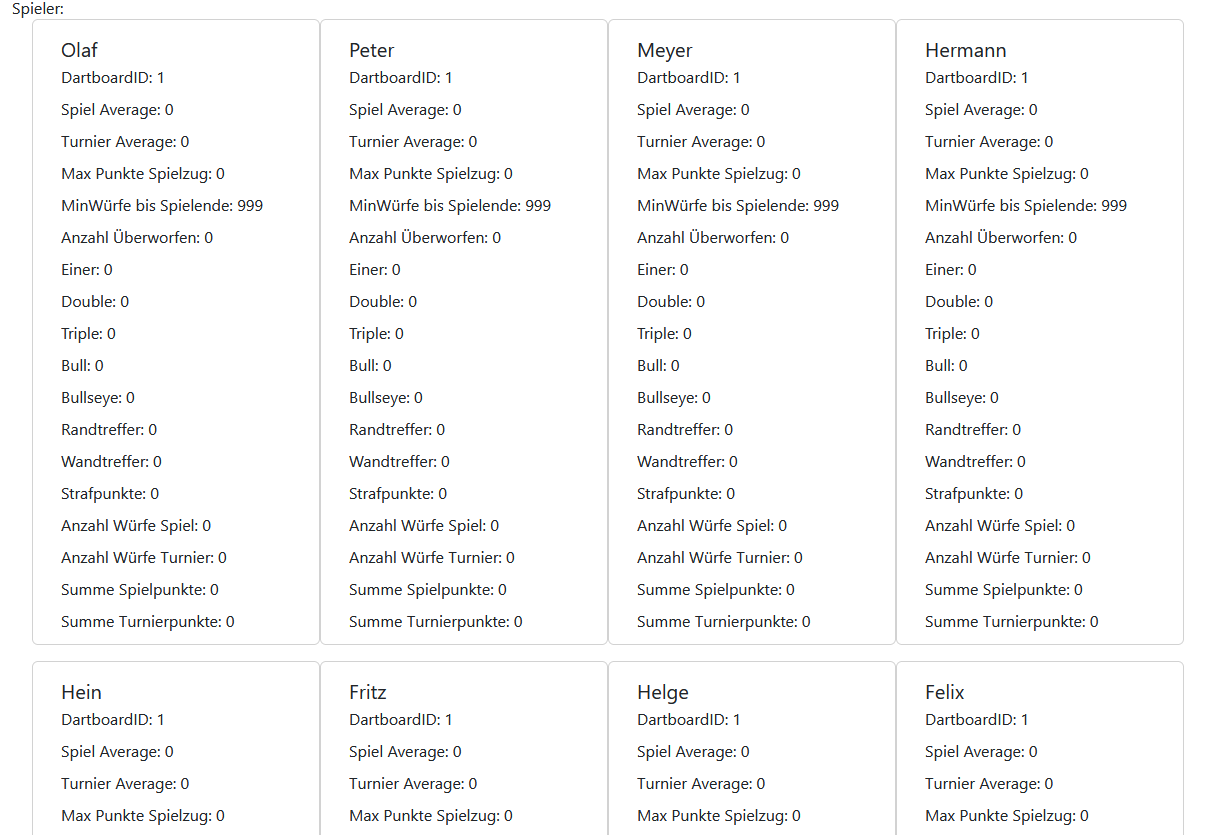 Spieler:
Olaf
DartboardID: 1
Spiel Average: 0
Turnier Average: 0
Max Punkte Spielzug: 0
MinWürfe bis Spielende: 999
Anzahl Überworfen: 0
Einer: 0
Double: 0
Triple: 0
Bull: 0
Bullseye: 0
Randtreffer: 0
Wandtreffer: 0
Strafpunkte: 0
Anzahl Würfe Spiel: 0
Anzahl Würfe Turnier: 0
Summe Spielpunkte: 0
Summe Turnierpunkte: 0
Peter
DartboardID: 1
Spiel Average: 0
Turnier Average: 0
Max Punkte Spielzug: 0
MinWürfe bis Spielende: 999
Anzahl Überworfen: 0
Einer: 0
Double: 0
Triple: 0
Bull: 0
Bullseye: 0
Randtreffer: 0
Wandtreffer: 0
Strafpunkte: 0
Anzahl Würfe Spiel: 0
Anzahl Würfe Turnier: 0
Summe Spielpunkte: 0
Summe Turnierpunkte: 0
Meyer
DartboardID: 1
Spiel Average: 0
Turnier Average: 0
Max Punkte Spielzug: 0
MinWürfe bis Spielende: 999
Anzahl Überworfen: 0
Einer: 0
Double: 0
Triple: 0
Bull: 0
Bullseye: 0
Randtreffer: 0
Wandtreffer: 0
Strafpunkte: 0
Anzahl Würfe Spiel: 0
Anzahl Würfe Turnier: 0
Summe Spielpunkte: 0
Summe Turnierpunkte: 0
Hermann
DartboardID: 1
Spiel Average: 0
Turnier Average: 0
Max Punkte Spielzug: 0
MinWürfe bis Spielende: 999
Anzahl Überworfen: 0
Einer: 0
Double: 0
Triple: 0
Bull: 0
Bullseye: 0
Randtreffer: 0
Wandtreffer: 0
Strafpunkte: 0
Anzahl Würfe Spiel: 0
Anzahl Würfe Turnier: 0
Summe Spielpunkte: 0
Summe Turnierpunkte: 0
Hein
DartboardID: 1
Spiel Average: 0
Turnier Average: 0
Max Punkte Spielzug: 0
Fritz
DartboardID: 1
Spiel Average: 0
Turnier Average: 0
Max Punkte Spielzug: 0
Helge
DartboardID: 1
Spiel Average: 0
Turnier Average: 0
Max Punkte Spielzug: 0
Felix
DartboardID: 1
Spiel Average: 0
Turnier Average: 0
Max Punkte Spielzug: 0